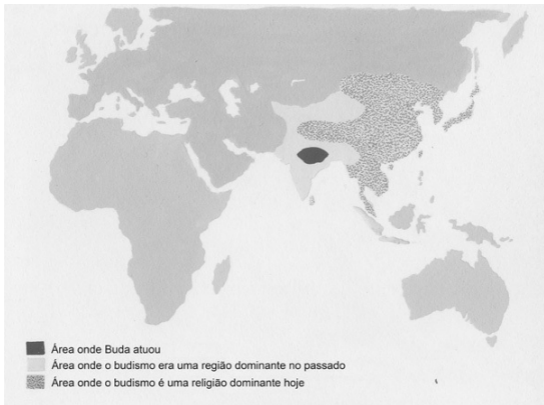 Área onde Buda atuou
Área onde o budismo era uma região dominante no passado
Área onde o budismo é uma religião dominante hoje